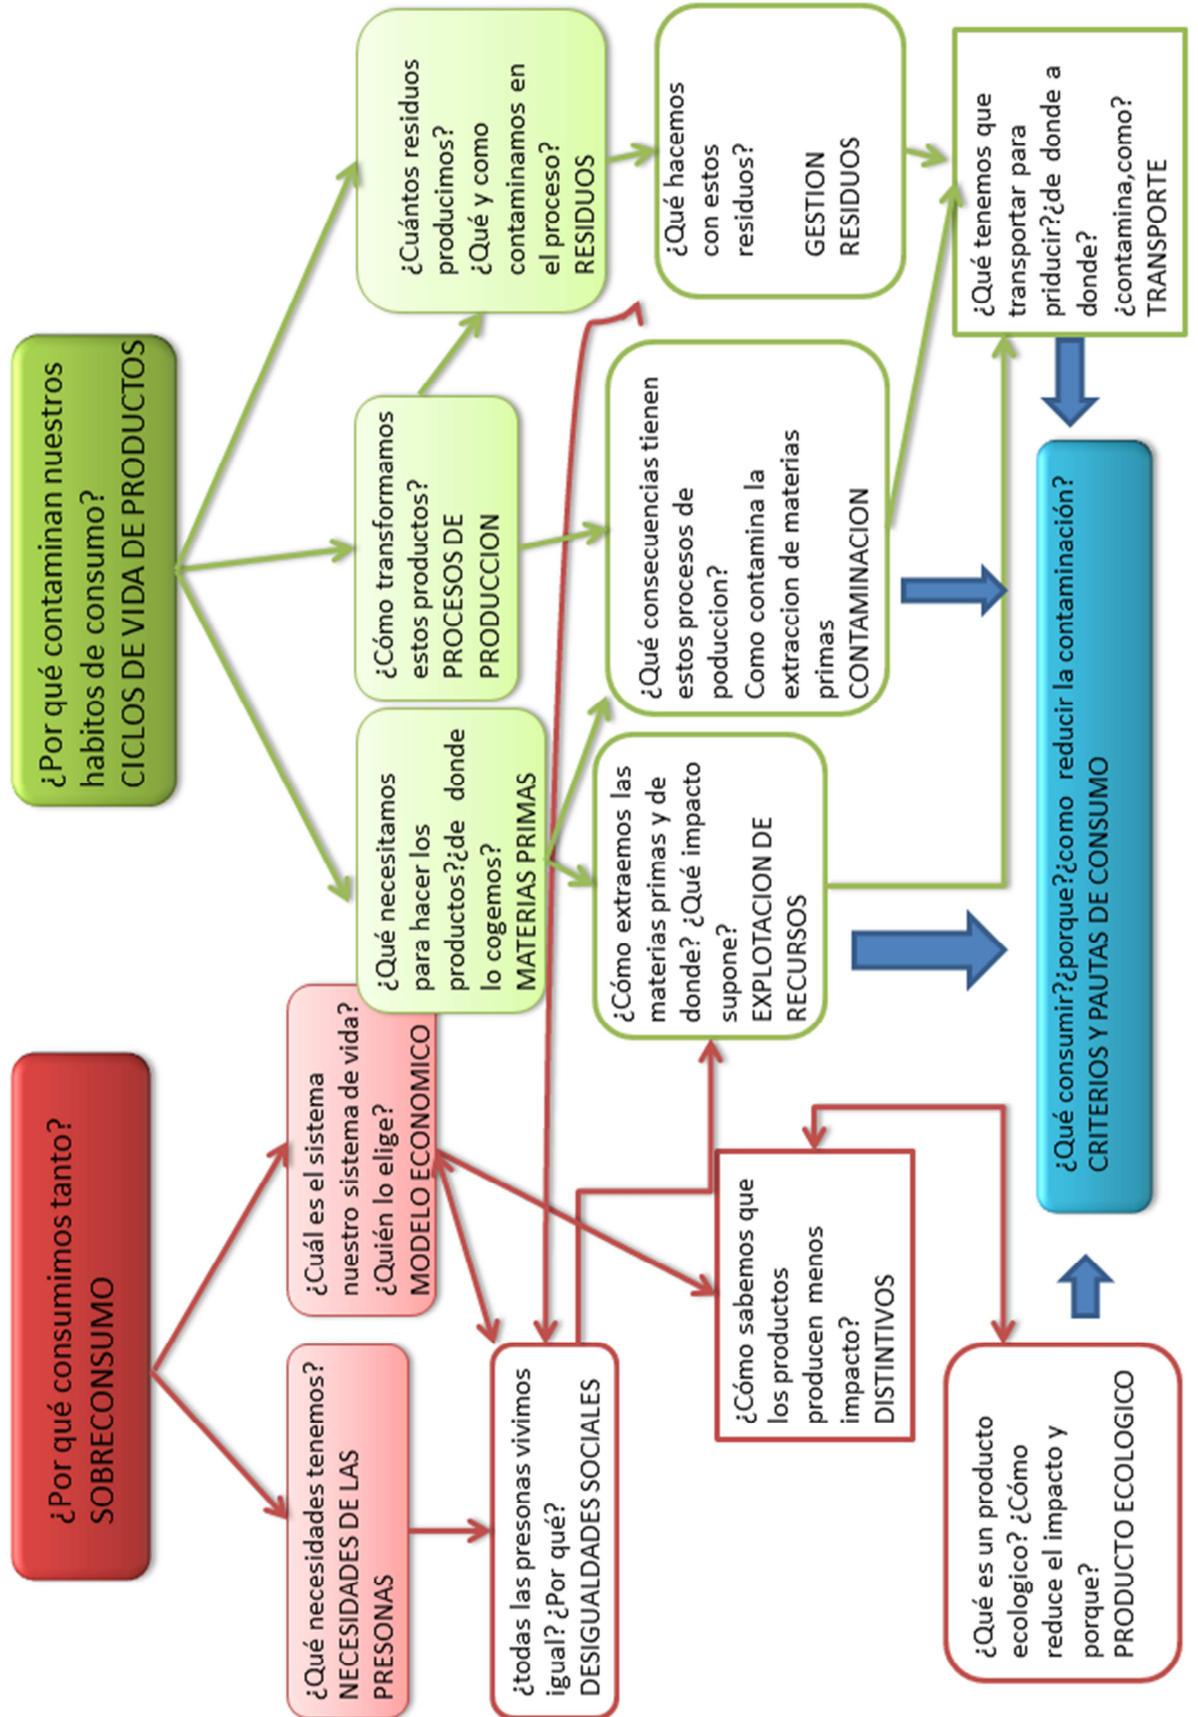 ¿Por qué consumimos tanto?
SOBRECONSUMO
¿Por qué contaminan nuestros
habitos de consumo?
CICLOS DE VIDA DE PRODUCTOS
¿Qué necesidades tenemos?
NECESIDADES DE LAS
PRESONAS
¿Cuál es el sistema
nuestro sistema de vida?
¿Quién lo elige?
MODELO ECONOMICO
¿Qué necesitamos
para hacer los
productos?¿de donde
lo cogemos?
MATERIAS PRIMAS
¿Cómo transformamos
estos productos?
PROCESOS DE
PRODUCCION
¿Cuántos residuos
producimos?
¿Qué y como
contaminamos en
el proceso?
RESIDUOS
¿todas las presonas vivimos
igual? ¿Por qué?
DESIGUALDADES SOCIALES
¿Cómo extraemos las
materias primas y de
donde? ¿Qué impacto
supone?
EXPLOTACION DE
RECURSOS
¿Qué consecuencias tienen
estos procesos de
poduccion?
Como contamina la
extraccion de materias
primas
CONTAMINACION
¿Qué hacemos
con estos
residuos?
GESTION
RESIDUOS
¿Cómo sabemos que
los productos
producen menos
impacto?
DISTINTIVOS
¿Qué es un producto
ecologico? ¿Cómo
reduce el impacto y
porque?
PRODUCTO ECOLOGICO
¿Qué tenemos que
transportar para
priducir?¿de donde a
donde?
¿contamina,como?
TRANSPORTE
¿Qué consumir?¿porque?¿como reducir la contaminación?
CRITERIOS Y PAUTAS DE CONSUMO